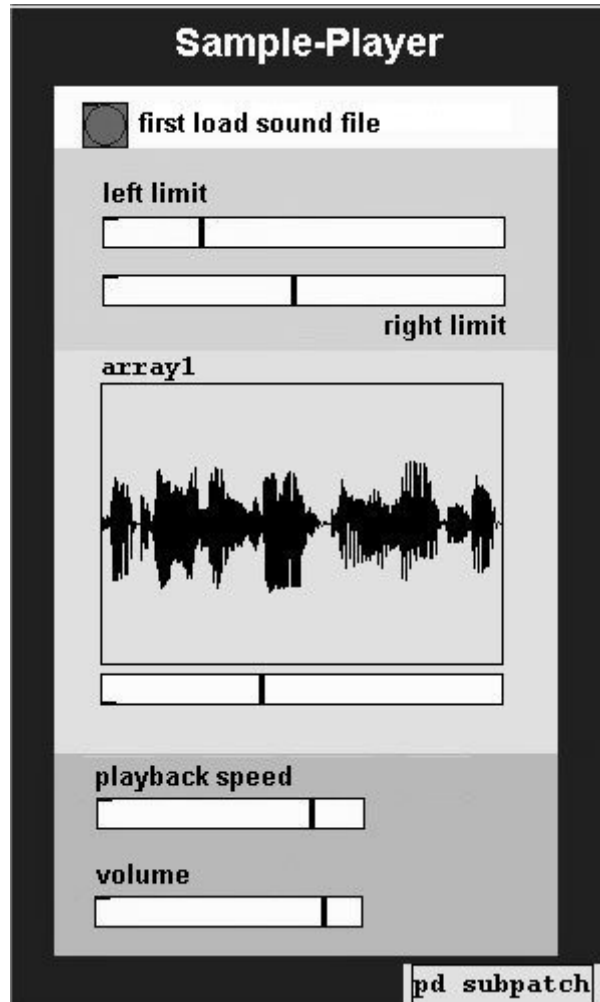 Sample-Player
first load sound file
left limit
right limit
array1
playback speed
volume
pd subpatch